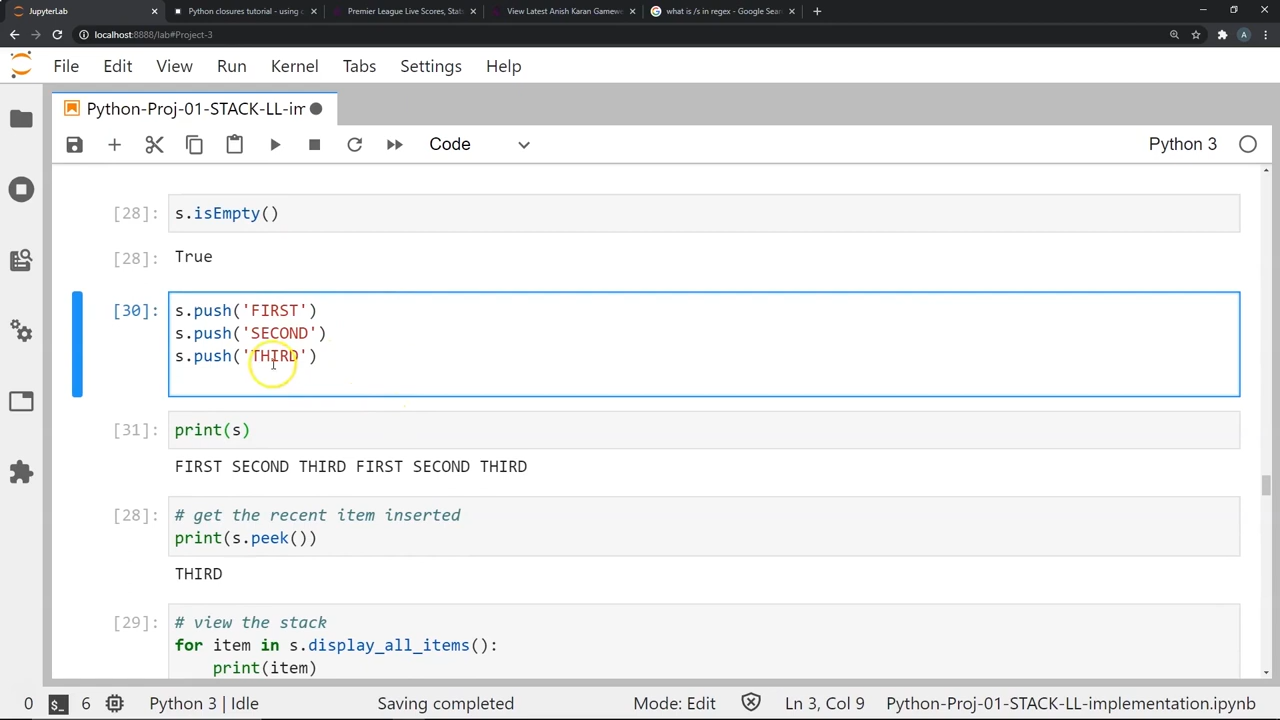 JupyterLab
Python closures tutorial - using c
Premier League Live Scores, Stats
View Latest Anish Karan Gamewe
what is /s in regex - Google Sear
localhost:8888/lab#Project-3
A
File Edit View Run Kernel Tabs Settings Help
Python-Proj-01-STACK-LL-im
Code
Python 3
[28]: s.isEmpty()
[28]: True
[30]: s.push('FIRST')
s.push('SECOND')
s.push('THIRD')
[31]: print(s)
FIRST SECOND THIRD FIRST SECOND THIRD
[28]: # get the recent item inserted
print(s.peek())
THIRD
[29]: # view the stack
for item in s.display_all_items():
print(item)
0 $_ 6 Python 3 | Idle Saving completed Mode: Edit Ln 3, Col 9 Python-Proj-01-STACK-LL-implementation.ipynb